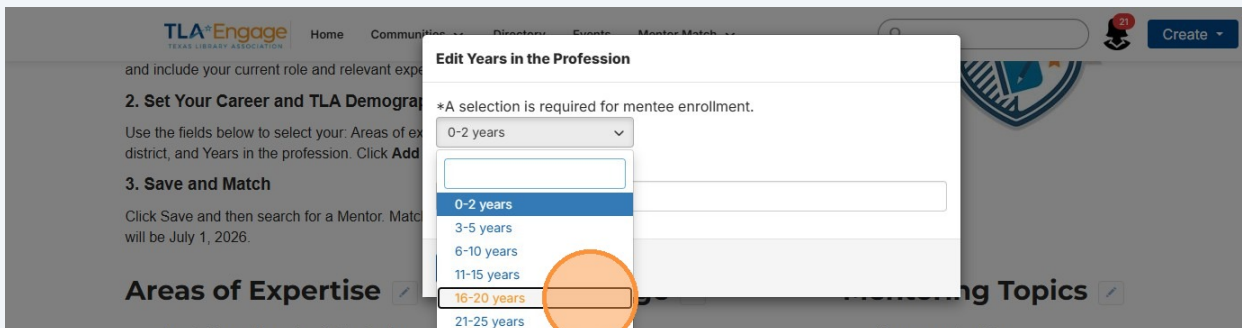 TLA Engage
TEXAS LIBRARY ASSOCIATION
Home
Communities
Directory
Events
Mentor Match
21
Create
and include your current role and relevant expe
2. Set Your Career and TLA Demograp
Use the fields below to select your: Areas of ex
district, and Years in the profession. Click Add
3. Save and Match
Click Save and then search for a Mentor. Matc
will be July 1, 2026.
Edit Years in the Profession
*A selection is required for mentee enrollment.
0-2 years
0-2 years
3-5 years
6-10 years
11-15 years
16-20 years
21-25 years
Areas of Expertise
ng Topics